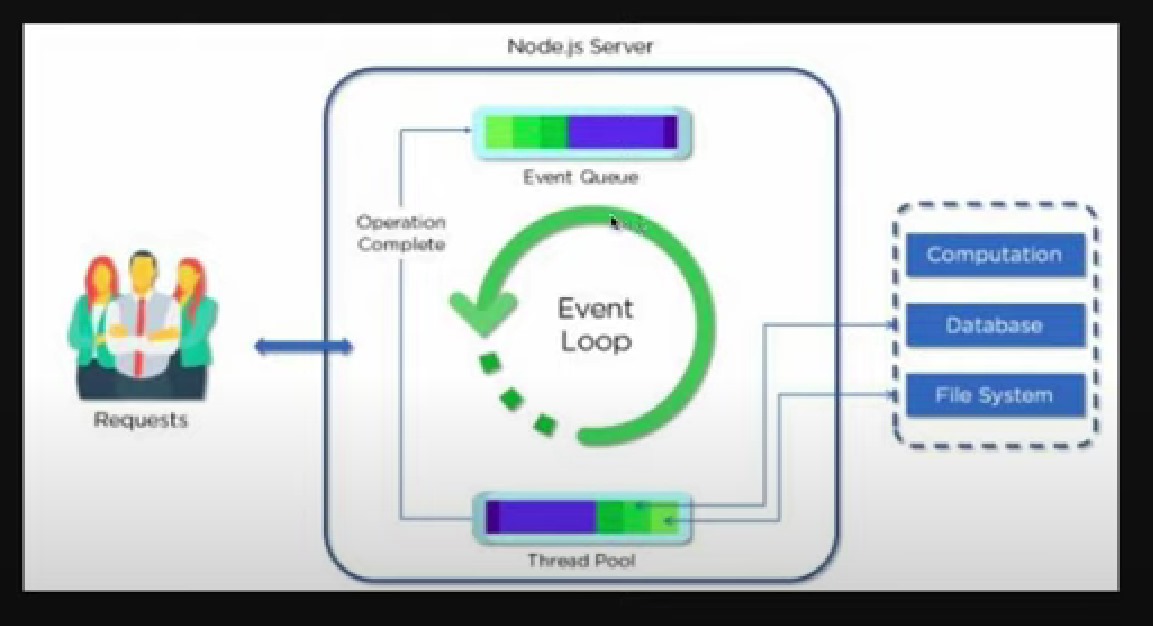 Node.js Server
Event Queue
Operation
Complete
Event
Loop
Requests
Computation
Database
File System
Thread Pool